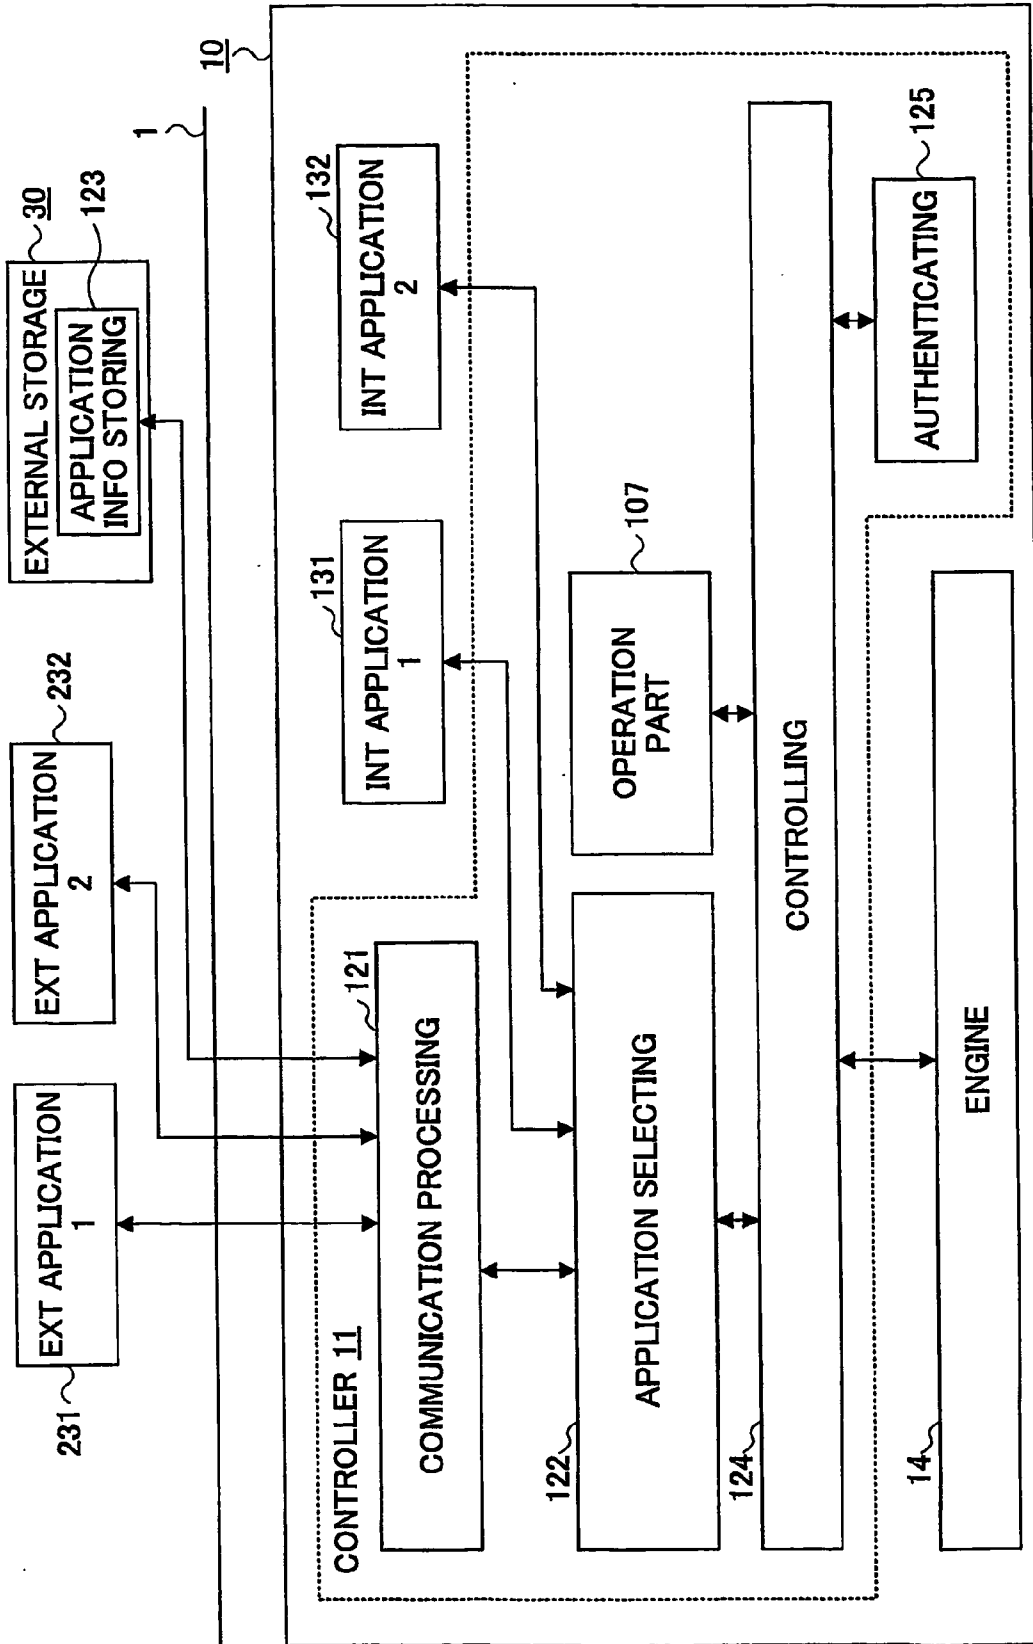 231
EXT APPLICATION
1
EXT APPLICATION
2
232
EXTERNAL STORAGE
30
APPLICATION
INFO STORING
123
1
10
CONTROLLER 11
COMMUNICATION PROCESSING
121
INT APPLICATION
1
131
INT APPLICATION
2
132
122
APPLICATION SELECTING
OPERATION
PART
107
124
CONTROLLING
AUTHENTICATING
125
14
ENGINE